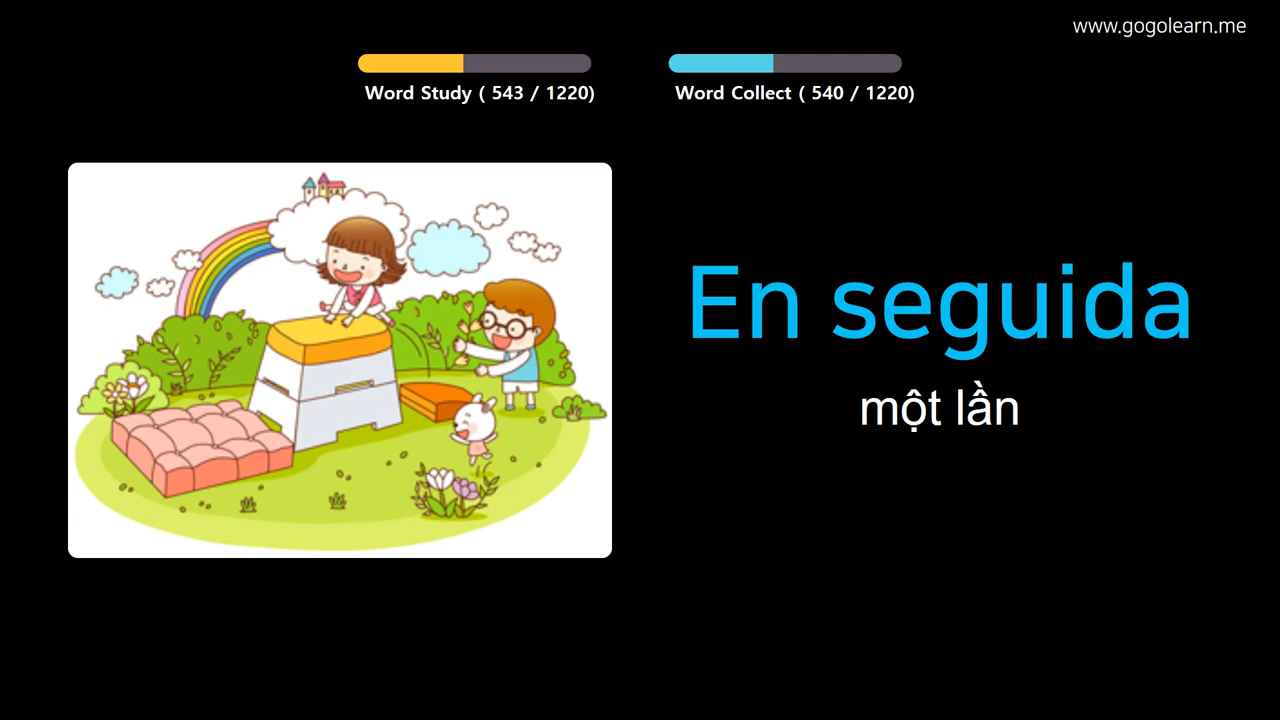 www.gogolearn.me
Word Study ( 543 / 1220)
Word Collect ( 540 / 1220)
En seguida
một lần